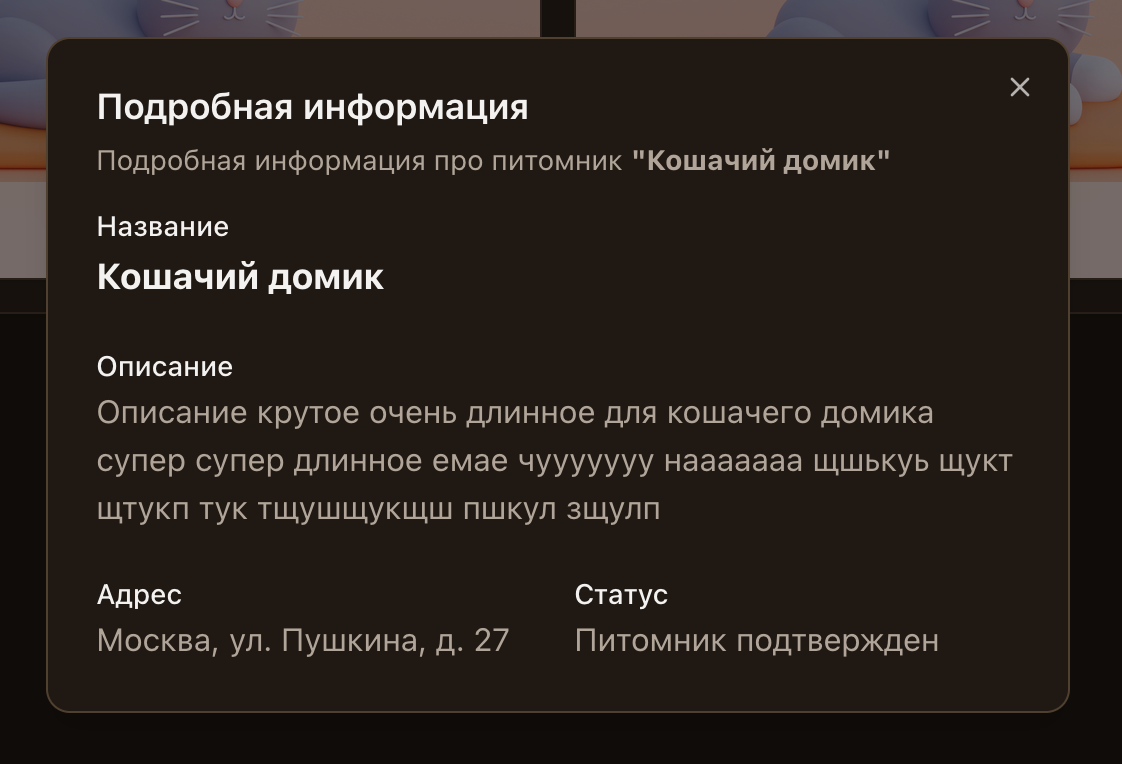 Подробная информация
Подробная информация про питомник "Кошачий домик"
Название
Кошачий домик
Описание
Описание крутое очень длинное для кошачего домика
супер супер длинное емае чууууууу нааааааа щшькуь щукт
щтукп тук тщушщукщш пшкул зщулп
Адрес
Москва, ул. Пушкина, д. 27
Статус
Питомник подтвержден